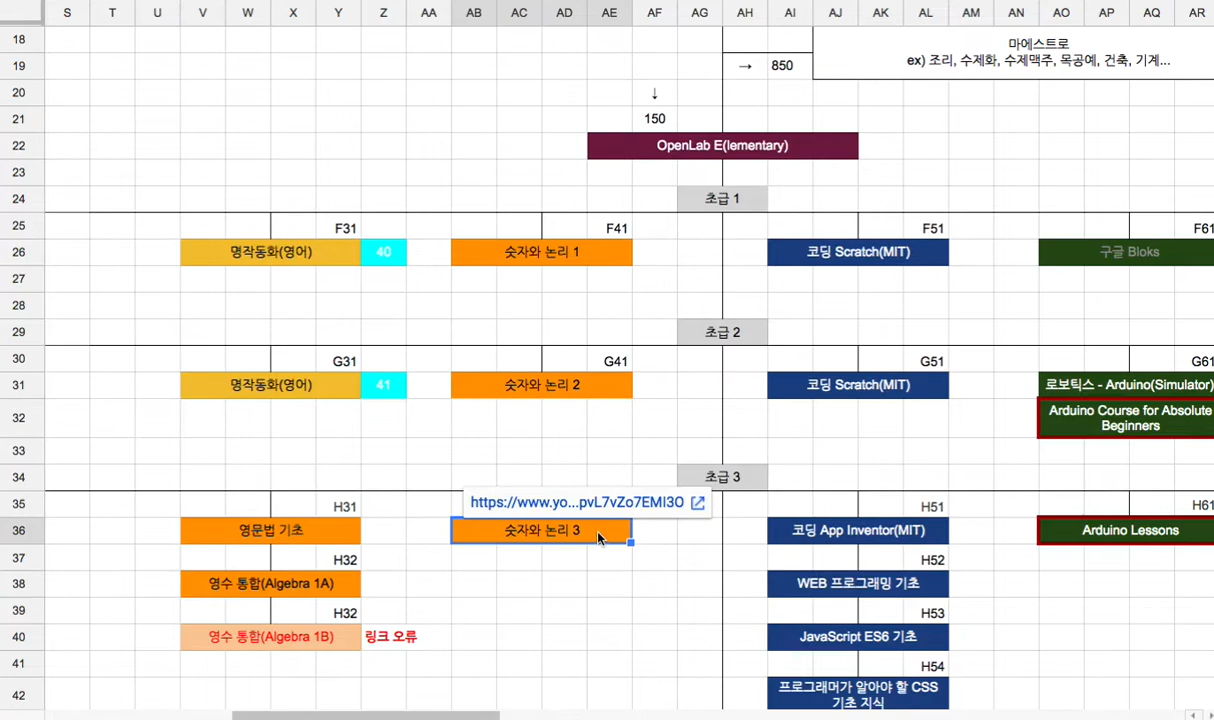 S T U V W X Y Z AA AB AC AD AE AF AG AH AI AJ AK AL AM AN AO AP AQ AR
18
마에스트로
19 → 850 ex) 조리, 수제화, 수제맥주, 목공예, 건축, 기계...
20 ↓
21 150
22 OpenLab E(lementary)
23
24 초급 1
25 F31 F41 F51 F61
26 명작동화(영어) 40 숫자와 논리 1 코딩 Scratch(MIT) 구글 Bloks
27
28
29 초급 2
30 G31 G41 G51 G61
31 명작동화(영어) 41 숫자와 논리 2 코딩 Scratch(MIT) 로보틱스 - Arduino(Simulator)
32 Arduino Course for Absolute
Beginners
33
34 초급 3
https://www.yo...pvL7vZo7EMI3O
35 H31 H51 H61
36 영문법 기초 숫자와 논리 3 코딩 App Inventor(MIT) Arduino Lessons
37 H32 H52
38 영수 통합(Algebra 1A) WEB 프로그래밍 기초
39 H32 H53
40 영수 통합(Algebra 1B) 링크 오류 JavaScript ES6 기초
41 H54
42 프로그래머가 알아야 할 CSS
기초 지식